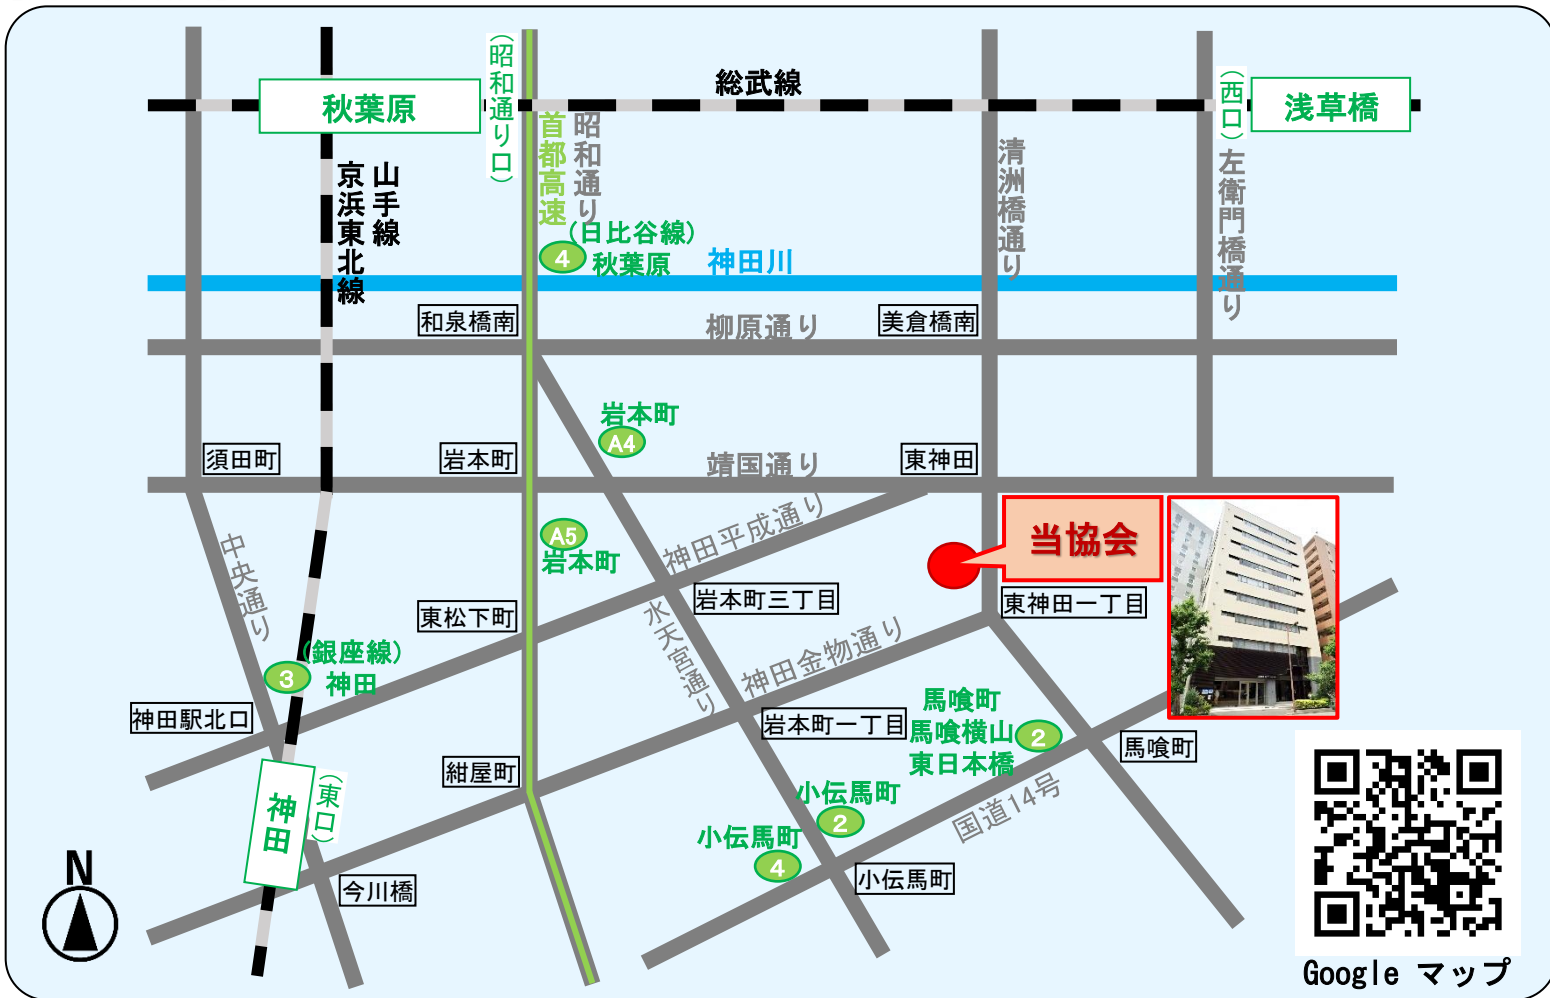 総武線
秋葉原
(昭和通り口)
(西口)
浅草橋
首都高速
昭和通り
山手線
京浜東北線
清洲橋通り
左衛門橋通り
(日比谷線)
4
秋葉原
神田川
和泉橋南
柳原通り
美倉橋南
岩本町
A4
須田町
岩本町
靖国通り
東神田
中央通り
A5
岩本町
神田平成通り
当協会
東松下町
岩本町三丁目
東神田一丁目
水天宮通り
神田金物通り
(銀座線)
3
神田
神田駅北口
岩本町一丁目
馬喰町
馬喰横山
2
東日本橋
馬喰町
紺屋町
神田
(東口)
小伝馬町
2
国道14号
小伝馬町
4
小伝馬町
今川橋
N
Google マップ